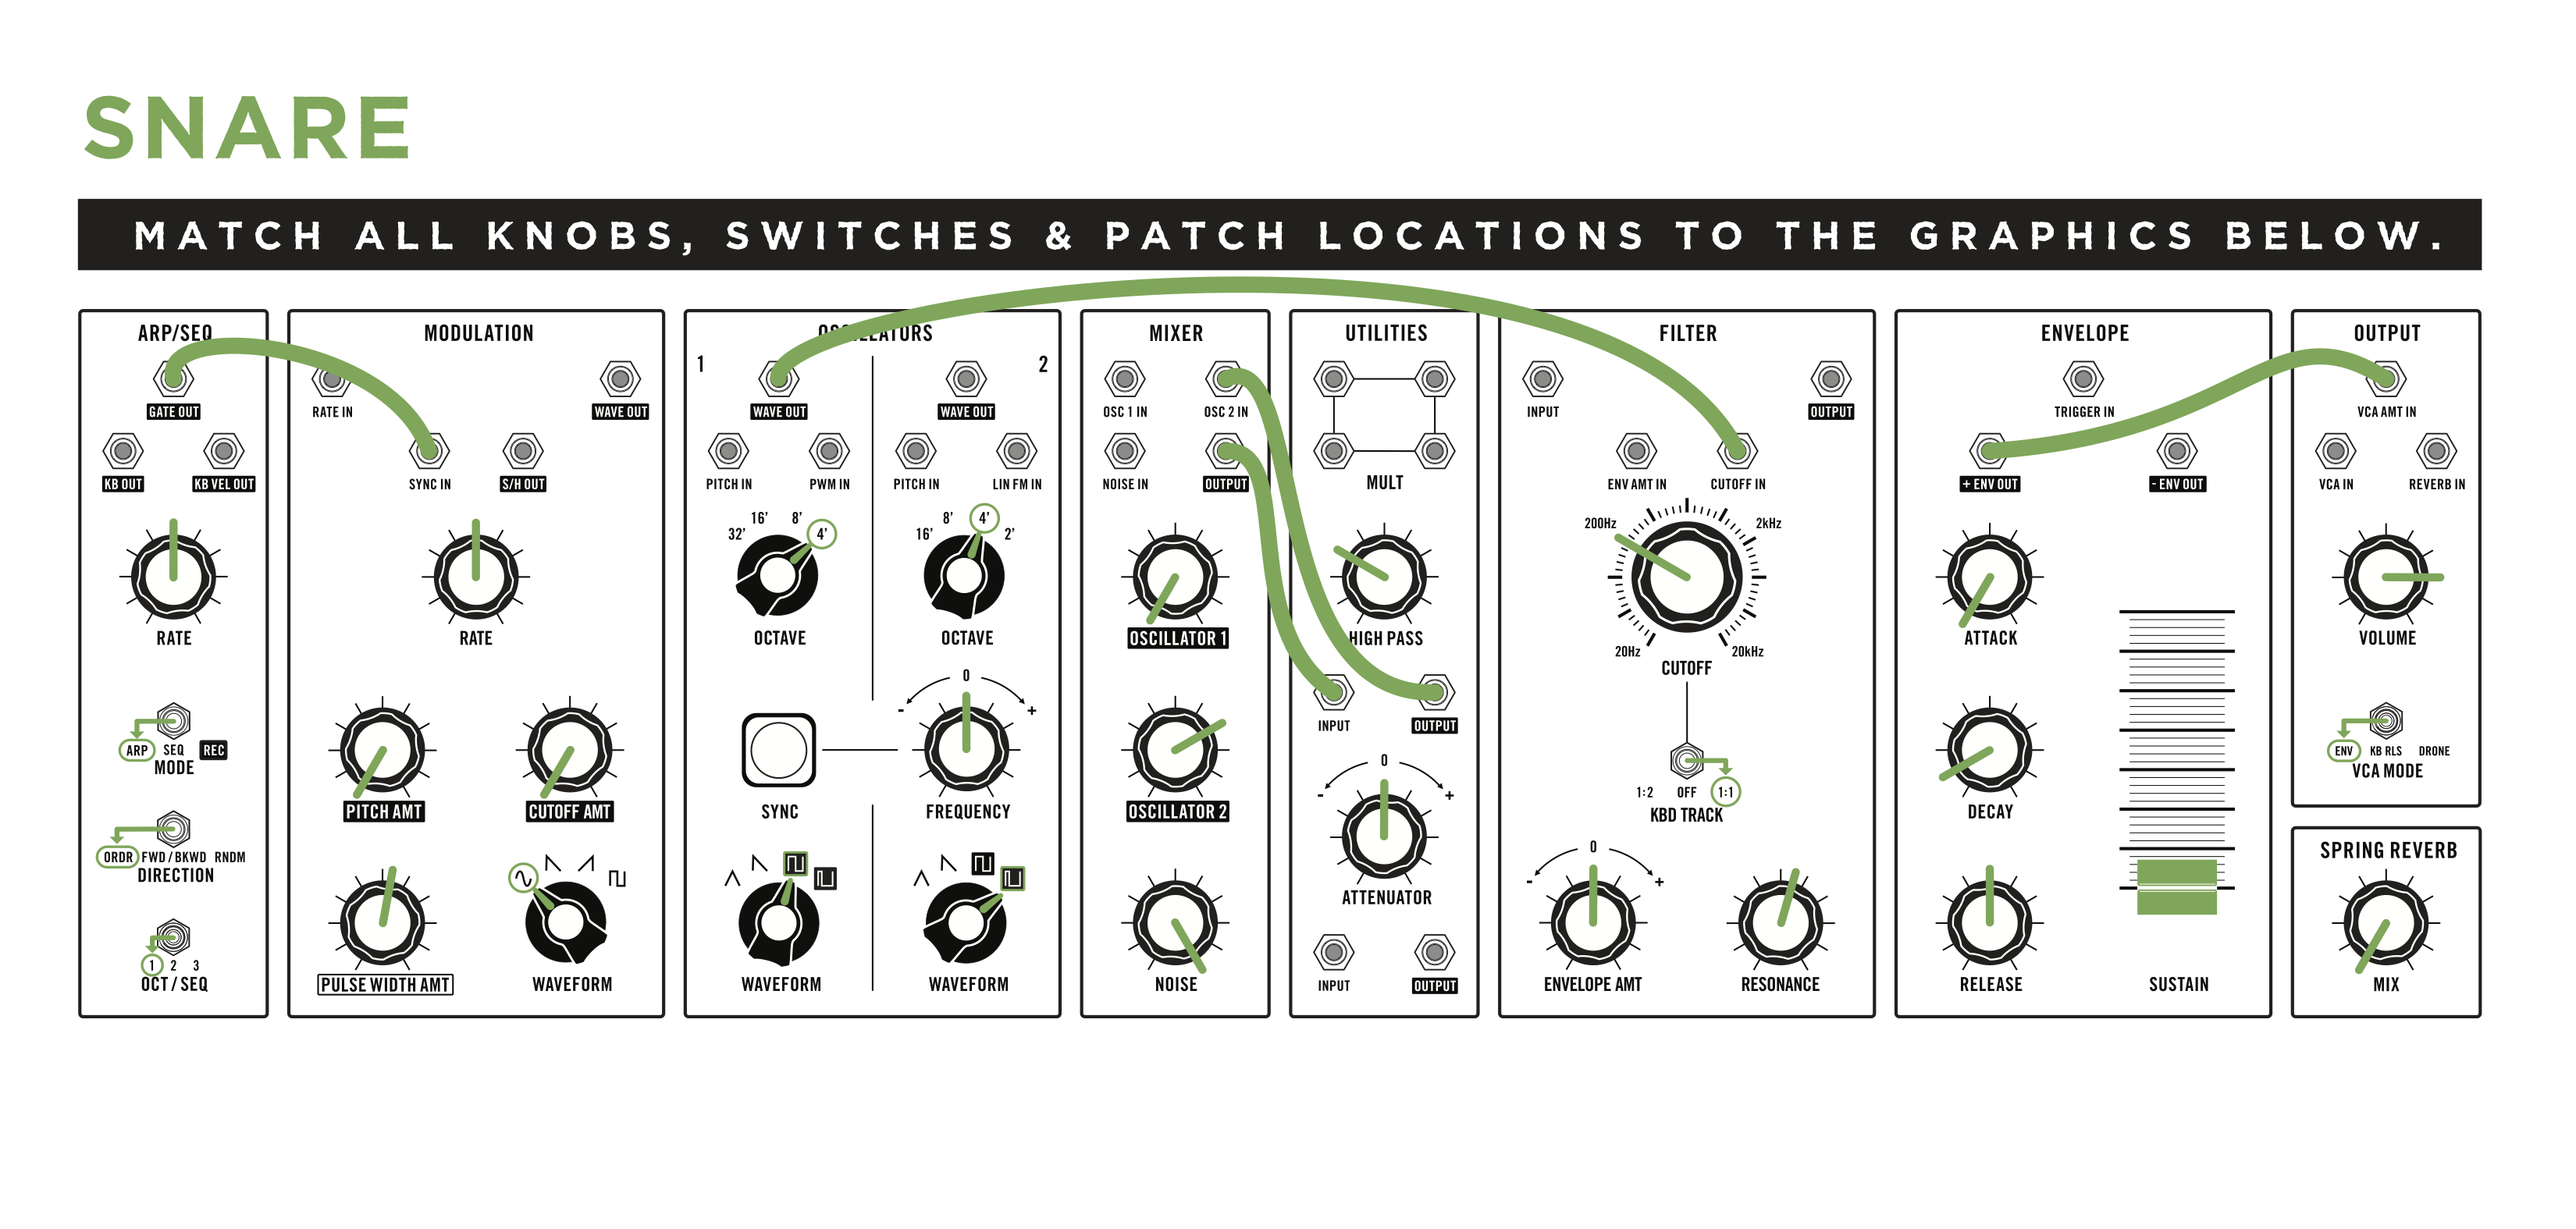 SNARE
MATCH ALL KNOBS, SWITCHES & PATCH LOCATIONS TO THE GRAPHICS BELOW.
ARP/SEQ
GATE OUT
KB OUT KB VEL OUT
RATE
ARP SEQ REC
MODE
ORDR FWD / BKWD RNDM
DIRECTION
1 2 3
OCT / SEQ
MODULATION
RATE IN WAVE OUT
SYNC IN S/H OUT
RATE
PITCH AMT CUTOFF AMT
PULSE WIDTH AMT WAVEFORM
OSCILLATORS
1 2
WAVE OUT WAVE OUT
PITCH IN PWM IN PITCH IN LIN FM IN
32' 16' 8' 4' 16' 8' 4' 2'
OCTAVE OCTAVE
0
- +
SYNC FREQUENCY
WAVEFORM WAVEFORM
MIXER
OSC 1 IN OSC 2 IN
NOISE IN OUTPUT
OSCILLATOR 1
OSCILLATOR 2
NOISE
UTILITIES
MULT
HIGH PASS
INPUT OUTPUT
0
- +
ATTENUATOR
INPUT OUTPUT
FILTER
INPUT OUTPUT
ENV AMT IN CUTOFF IN
200Hz 2kHz
20Hz 20kHz
CUTOFF
1:2 OFF 1:1
KBD TRACK
0
- +
ENVELOPE AMT RESONANCE
ENVELOPE
TRIGGER IN
+ ENV OUT - ENV OUT
ATTACK
DECAY
RELEASE SUSTAIN
OUTPUT
VCA AMT IN
VCA IN REVERB IN
VOLUME
ENV KB RLS DRONE
VCA MODE
SPRING REVERB
MIX